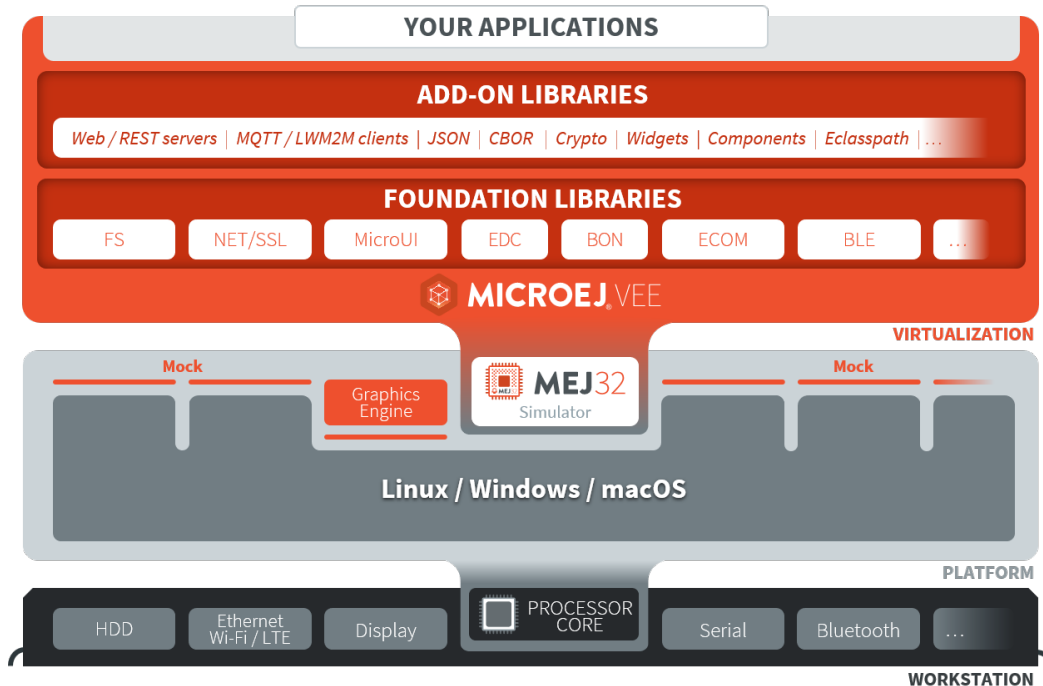 YOUR APPLICATIONS
ADD-ON LIBRARIES
Web / REST servers | MQTT / LWM2M clients | JSON | CBOR | Crypto | Widgets | Components | Eclasspath | ...
FOUNDATION LIBRARIES
FS NET/SSL MicroUI EDC BON ECOM BLE ...
MICROEJ® VEE
VIRTUALIZATION
Mock
Mock
Graphics
Engine
MEJ32
MEJ32
Simulator
Linux / Windows / macOS
PLATFORM
HDD
Ethernet
Wi-Fi / LTE
Display
PROCESSOR
CORE
Serial
Bluetooth
...
WORKSTATION